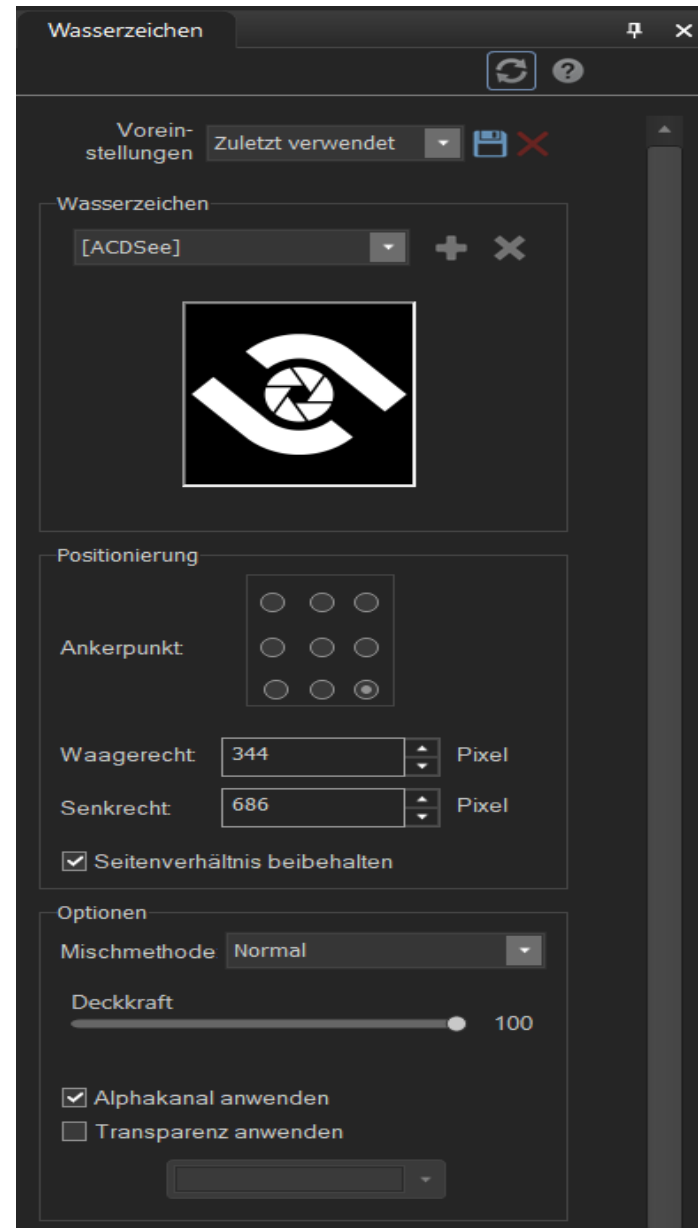 Wasserzeichen
Vorein-
stellungen
Zuletzt verwendet
Wasserzeichen
[ACDSee]
Positionierung
Ankerpunkt:
Waagerecht: 344 Pixel
Senkrecht: 686 Pixel
Seitenverhältnis beibehalten
Optionen
Mischmethode: Normal
Deckkraft
100
Alphakanal anwenden
Transparenz anwenden